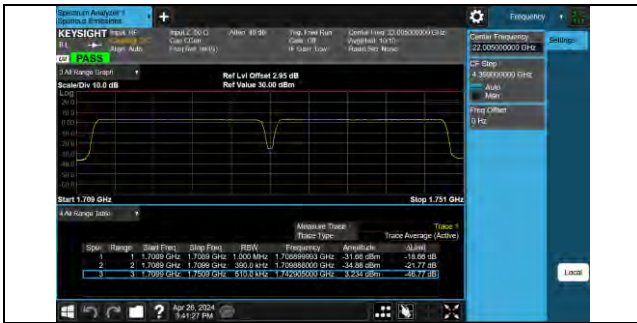 Spectrum Analyzer 1
Spurious Emissions
Frequency
KEYSIGHT Input: RF
Coupling: DC
Align: Auto
Input Z: 50 Ω
Corr CCorr
Freq Ref: Int (S)
Atten: 40 dB
Trig: Free Run
Gate: Off
IF Gain: Low
Center Freq: 22.005000000 GHz
Avg|Hold: 10/10
Radio Std: None
PASS
3 All Range Graph
Scale/Div 10.0 dB
Ref Lvl Offset 2.95 dB
Ref Value 30.00 dBm
Log
Start 1.709 GHz
Stop 1.751 GHz
4 All Range Table
Measure Trace
Trace 1
Trace Type
Trace Average (Active)
Spur Range Start Freq Stop Freq RBW Frequency Amplitude ΔLimit
1 1 1.7089 GHz 1.7089 GHz 1.000 MHz 1.708899993 GHz -31.66 dBm -18.66 dB
2 2 1.7099 GHz 390.0 kHz 1.709886000 GHz -34.88 dBm -21.77 dB
3 3 1.7089 GHz 1.7509 GHz 510.0 kHz 1.742905000 GHz 3.234 dBm -46.77 dB
Apr 26, 2024
3:41:27 PM
Center Frequency
22.005000000 GHz
Settings
CF Step
4.399000000 GHz
Auto
Man
Freq Offset
0 Hz
Local